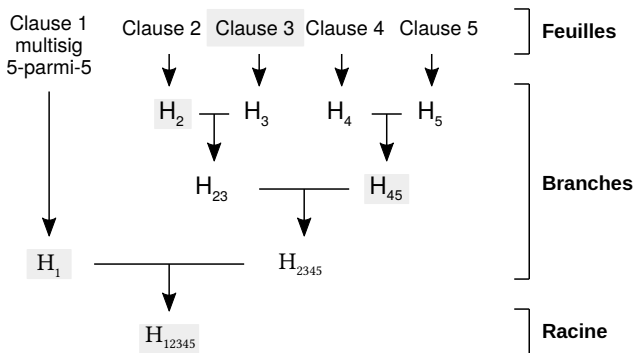 Clause 1
multisig
5-parmi-5
Clause 2
Clause 3
Clause 4
Clause 5
Feuilles
H₂
H₃
H₄
H₅
H₂₃
H₄₅
Branches
H₁
H₂₃₄₅
H₁₂₃₄₅
Racine